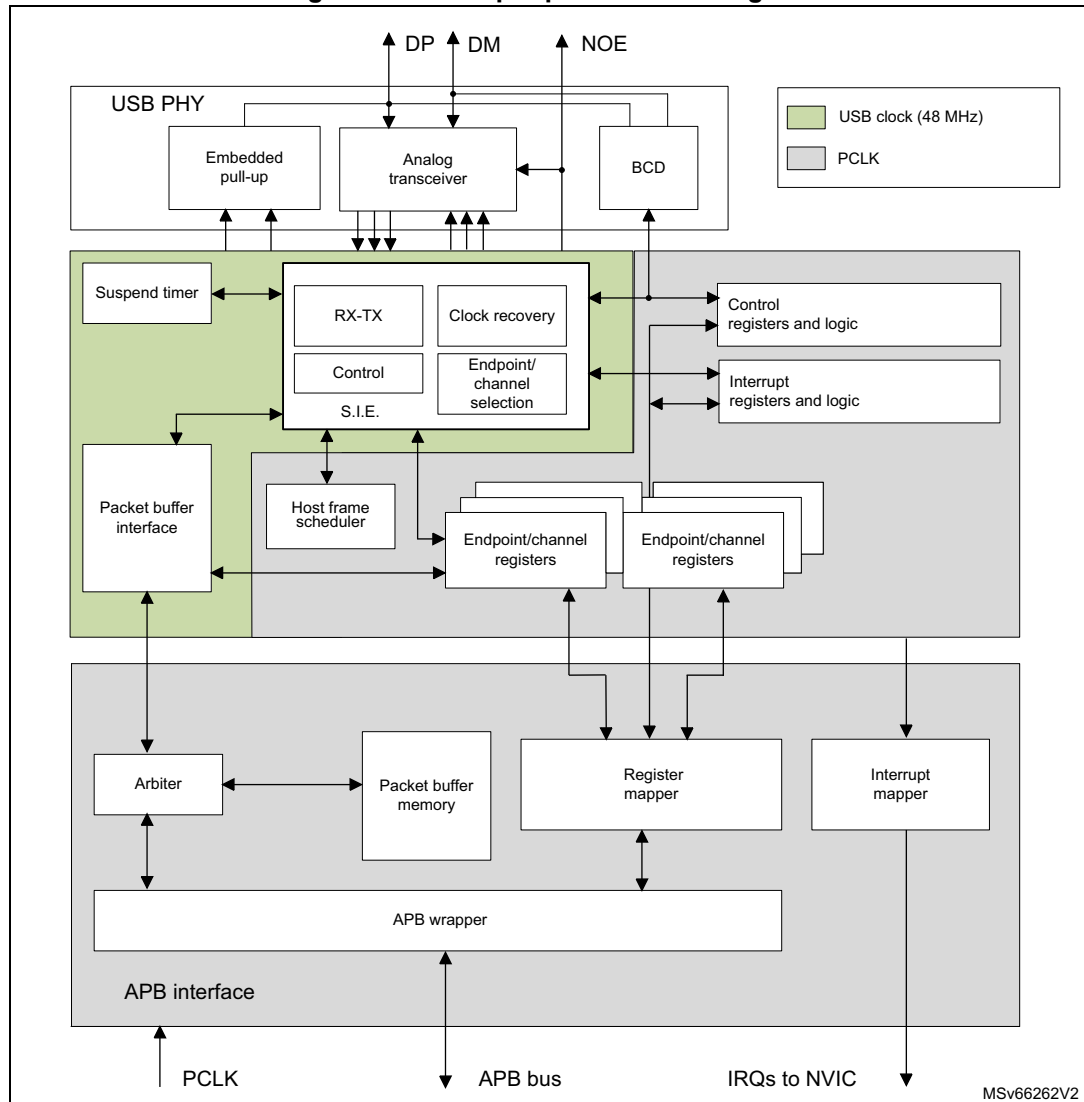 DP
DM
NOE
USB PHY
Embedded
pull-up
Analog
transceiver
BCD
USB clock (48 MHz)
PCLK
Suspend timer
RX-TX
Clock recovery
Control
Endpoint/
channel
selection
S.I.E.
Control
registers and logic
Interrupt
registers and logic
Packet buffer
interface
Host frame
scheduler
Endpoint/channel
registers
Endpoint/channel
registers
Arbiter
Packet buffer
memory
Register
mapper
Interrupt
mapper
APB wrapper
APB interface
PCLK
APB bus
IRQs to NVIC
MSv66262V2